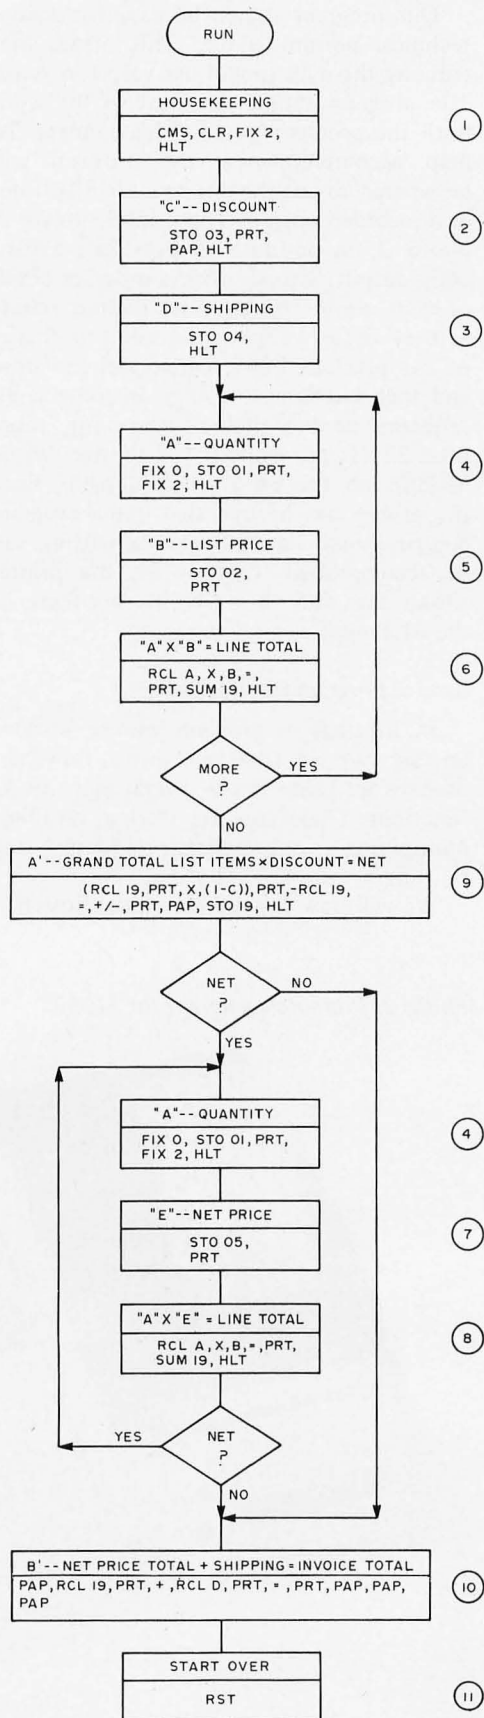 RUN
HOUSEKEEPING
CMS, CLR, FIX 2,
HLT
1
"C"-- DISCOUNT
STO 03, PRT,
PAP, HLT
2
"D"-- SHIPPING
STO 04,
HLT
3
"A"-- QUANTITY
FIX 0, STO 01, PRT,
FIX 2, HLT
4
"B"-- LIST PRICE
STO 02,
PRT
5
"A" X "B" = LINE TOTAL
RCL A, X, B, =,
PRT, SUM 19, HLT
6
MORE
?
YES
NO
A'-- GRAND TOTAL LIST ITEMS × DISCOUNT = NET
(RCL 19, PRT, X, (1-C)), PRT, -RCL 19,
=, +/-, PRT, PAP, STO 19, HLT
9
NET
?
NO
YES
"A"-- QUANTITY
FIX 0, STO 01, PRT,
FIX 2, HLT
4
"E"-- NET PRICE
STO 05,
PRT
7
"A" X "E" = LINE TOTAL
RCL A, X, B, =, PRT,
SUM 19, HLT
8
YES
NET
?
NO
B'-- NET PRICE TOTAL + SHIPPING = INVOICE TOTAL
PAP, RCL 19, PRT, + , RCL D, PRT, = , PRT, PAP, PAP,
PAP
10
START OVER
RST
11